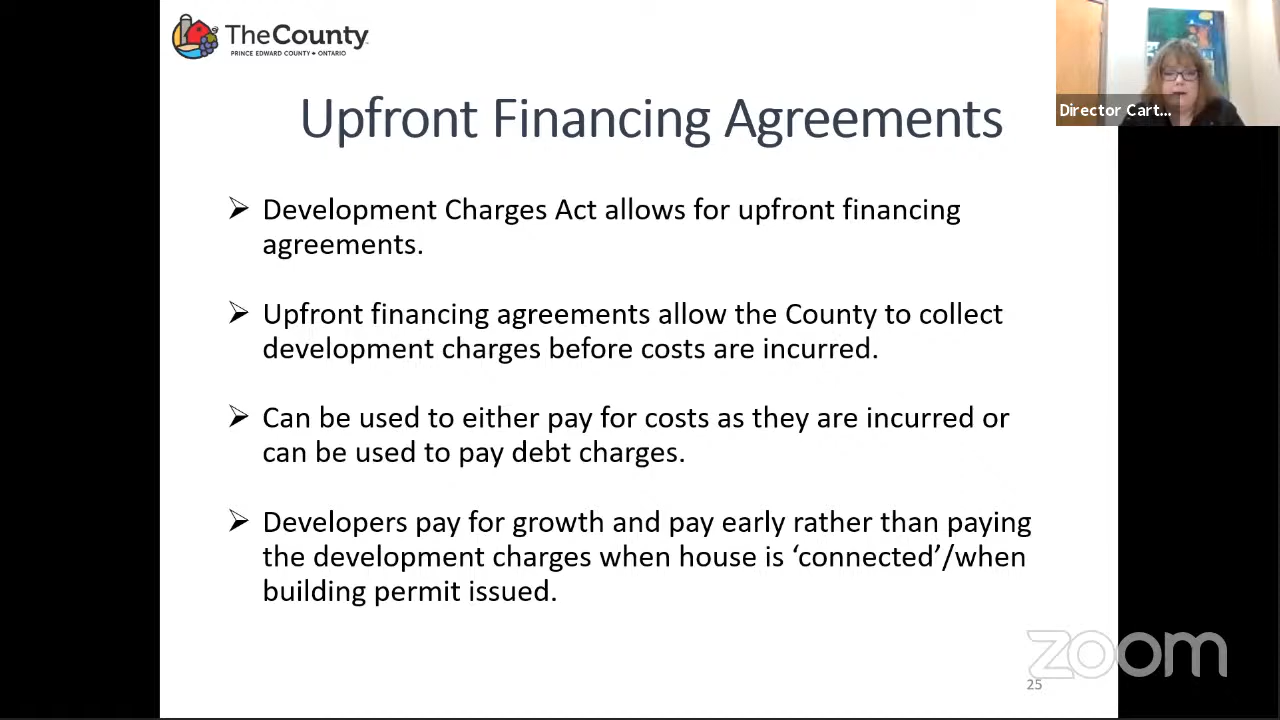 The County
PRINCE EDWARD COUNTY ♦ ONTARIO
Director Cart...
Upfront Financing Agreements
➢ Development Charges Act allows for upfront financing
agreements.
➢ Upfront financing agreements allow the County to collect
development charges before costs are incurred.
➢ Can be used to either pay for costs as they are incurred or
can be used to pay debt charges.
➢ Developers pay for growth and pay early rather than paying
the development charges when house is ‘connected’/when
building permit issued.
zoom
25